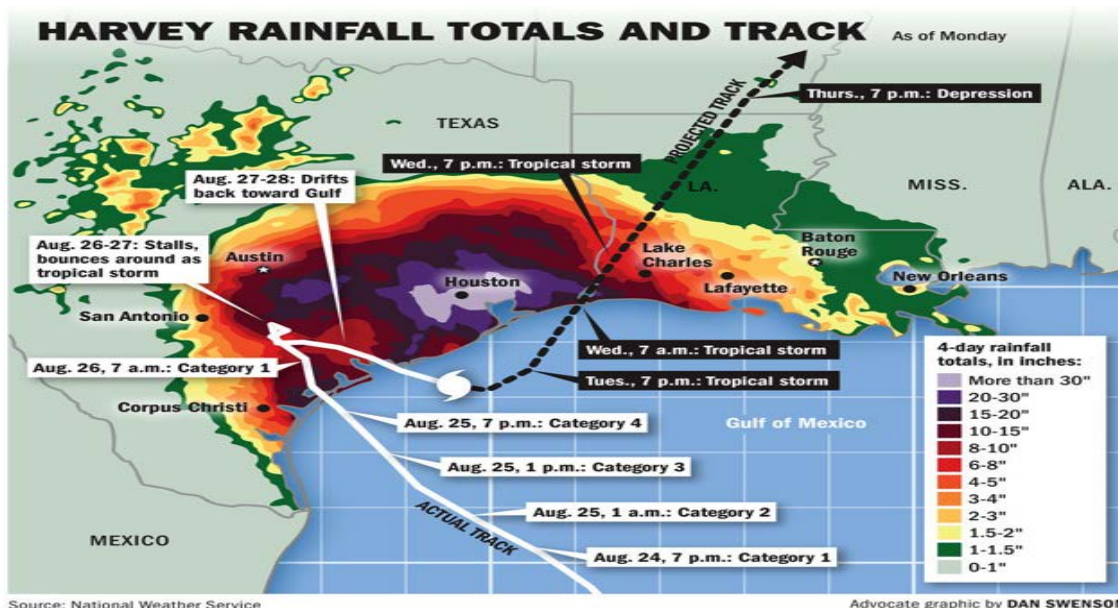 HARVEY RAINFALL TOTALS AND TRACK
As of Monday
Thurs., 7 p.m.: Depression
PROJECTED TRACK
TEXAS
Wed., 7 p.m.: Tropical storm
LA.
MISS.
ALA.
Aug. 27-28: Drifts
back toward Gulf
Aug. 26-27: Stalls,
bounces around as
tropical storm
Austin
Houston
Lake
Charles
Baton
Rouge
Lafayette
New Orleans
San Antonio
Aug. 26, 7 a.m.: Category 1
Wed., 7 a.m.: Tropical storm
Tues., 7 p.m.: Tropical storm
Corpus Christi
Aug. 25, 7 p.m.: Category 4
Gulf of Mexico
Aug. 25, 1 p.m.: Category 3
Aug. 25, 1 a.m.: Category 2
ACTUAL TRACK
Aug. 24, 7 p.m.: Category 1
MEXICO
4-day rainfall
totals, in inches:
More than 30"
20-30"
15-20"
10-15"
8-10"
6-8"
4-5"
3-4"
2-3"
1.5-2"
1-1.5"
0-1"
Source: National Weather Service
Advocate graphic by DAN SWENSON